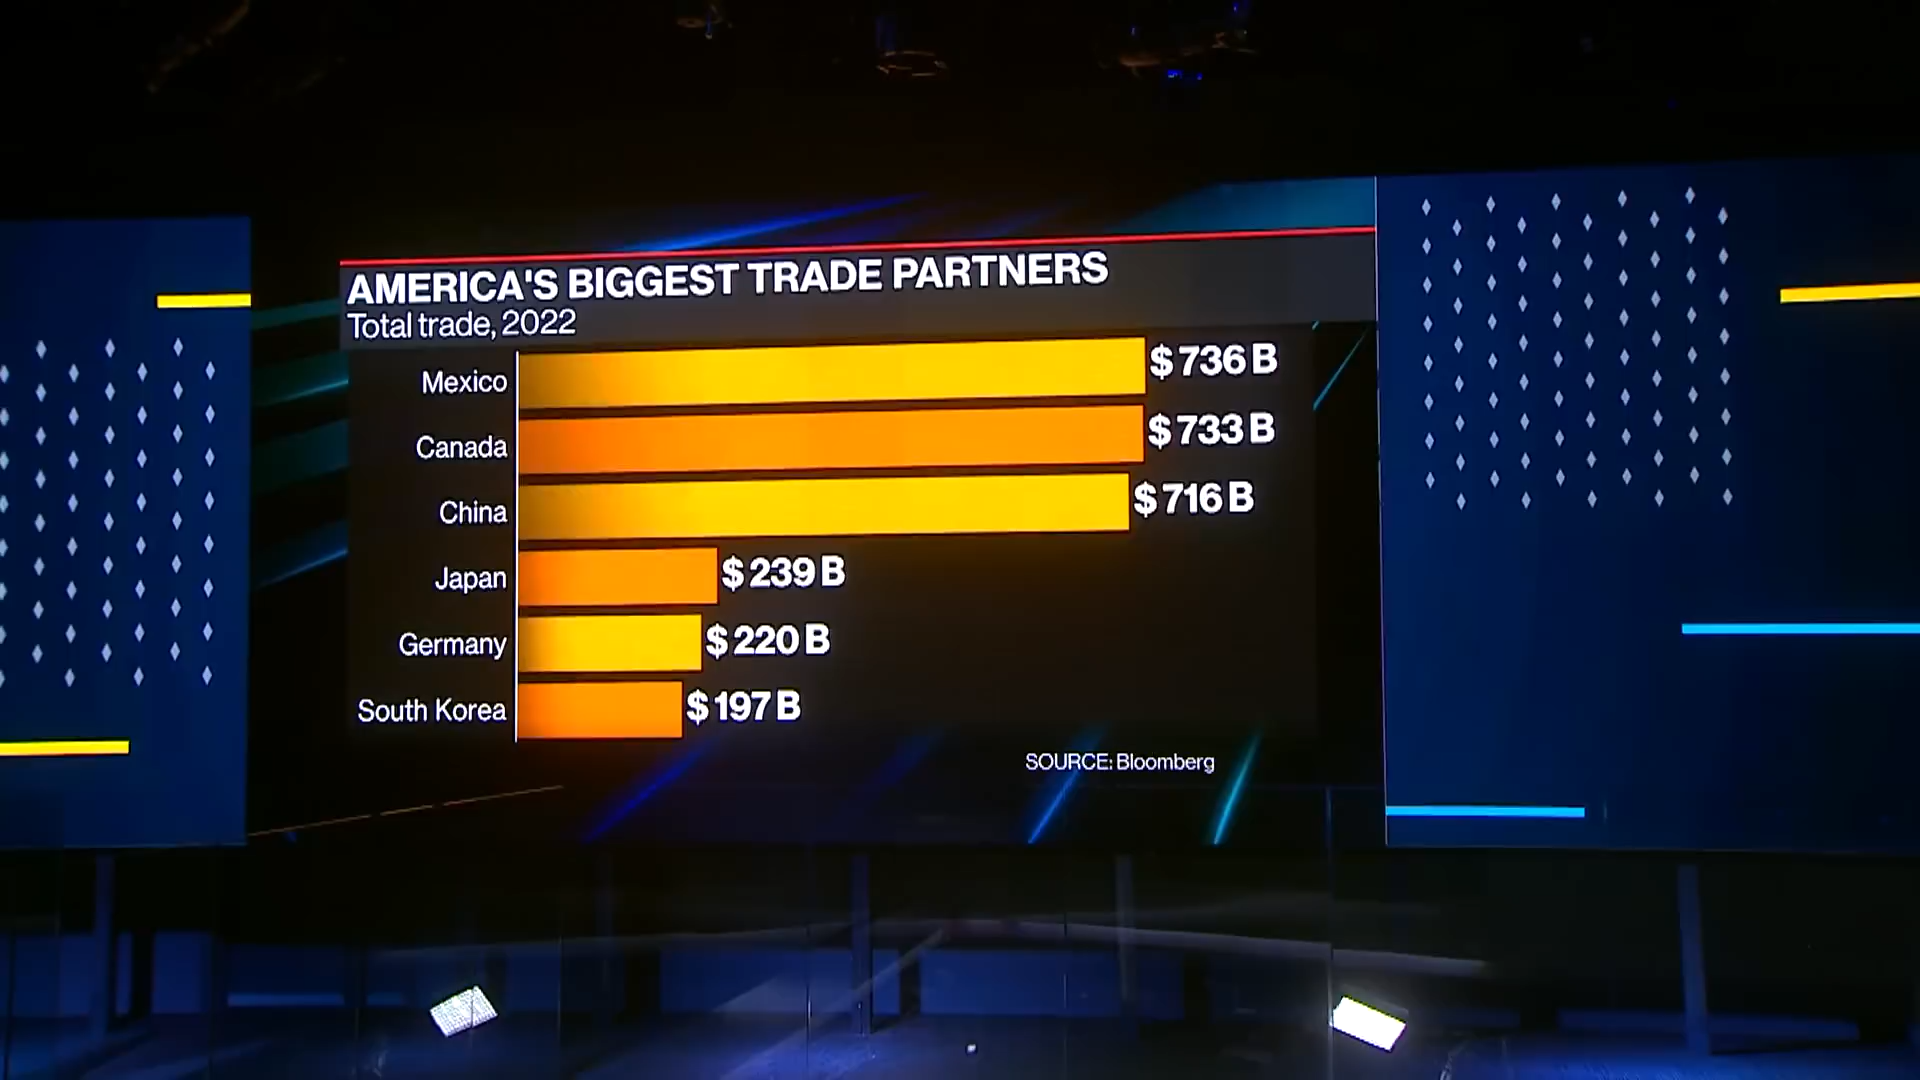 AMERICA'S BIGGEST TRADE PARTNERS
Total trade, 2022
Mexico $736 B
Canada $733 B
China $716 B
Japan $239 B
Germany $220 B
South Korea $197 B
SOURCE: Bloomberg